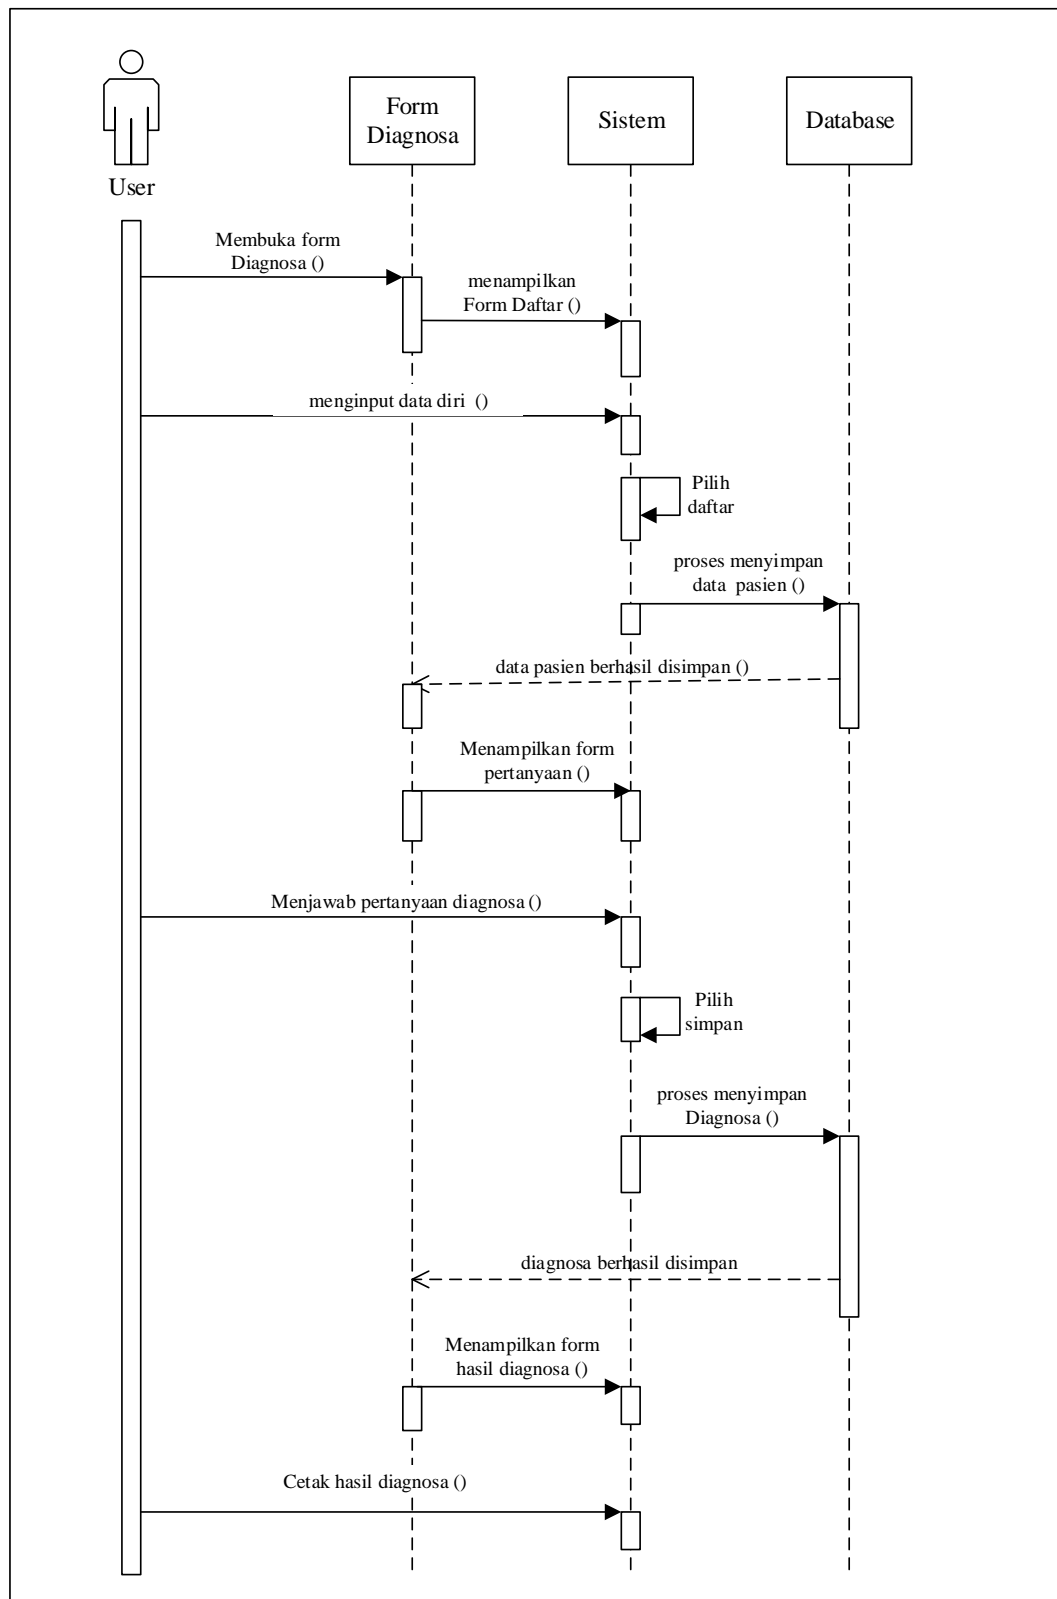 Form
Diagnosa
Sistem
Database
User
Membuka form
Diagnosa ()
menampilkan
Form Daftar ()
menginput data diri  ()
Pilih
daftar
proses menyimpan
data  pasien ()
data pasien berhasil disimpan ()
Menampilkan form
pertanyaan ()
Menjawab pertanyaan diagnosa ()
Pilih
simpan
proses menyimpan
Diagnosa ()
diagnosa berhasil disimpan
Menampilkan form
hasil diagnosa ()
Cetak hasil diagnosa ()